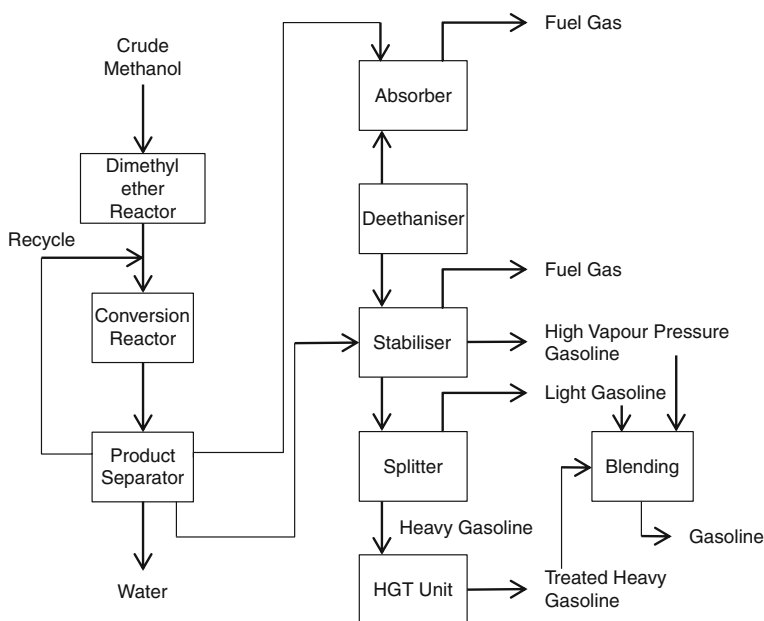 Crude
Methanol
Dimethyl
ether
Reactor
Recycle
Conversion
Reactor
Product
Separator
Water
Fuel Gas
Absorber
Deethaniser
Fuel Gas
Stabiliser
High Vapour Pressure
Gasoline
Light Gasoline
Splitter
Blending
Heavy Gasoline
Gasoline
HGT Unit
Treated Heavy
Gasoline